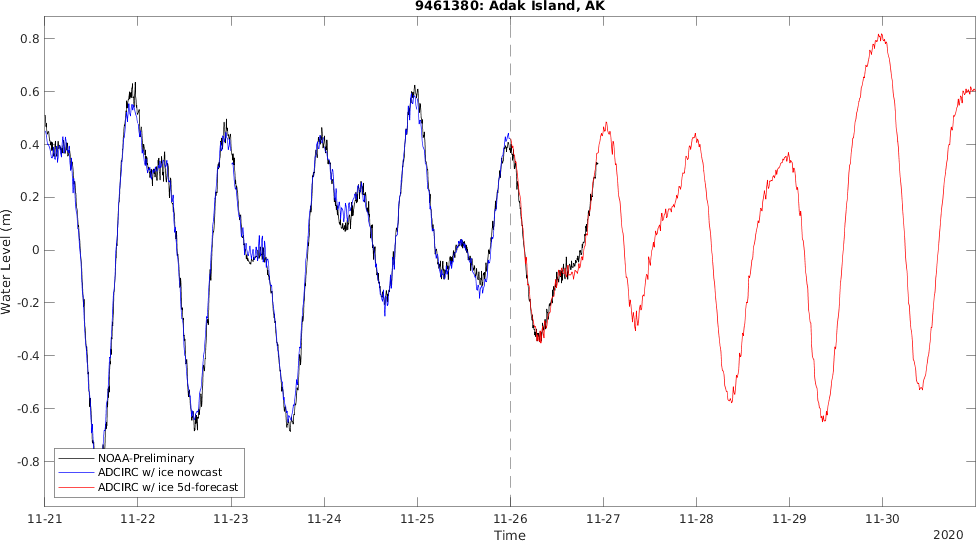 9461380: Adak Island, AK
0.8
0.6
0.4
0.2
0
-0.2
-0.4
-0.6
-0.8
Water Level (m)
NOAA-Preliminary
ADCIRC w/ ice nowcast
ADCIRC w/ ice 5d-forecast
11-21 11-22 11-23 11-24 11-25 11-26 11-27 11-28 11-29 11-30
Time
2020